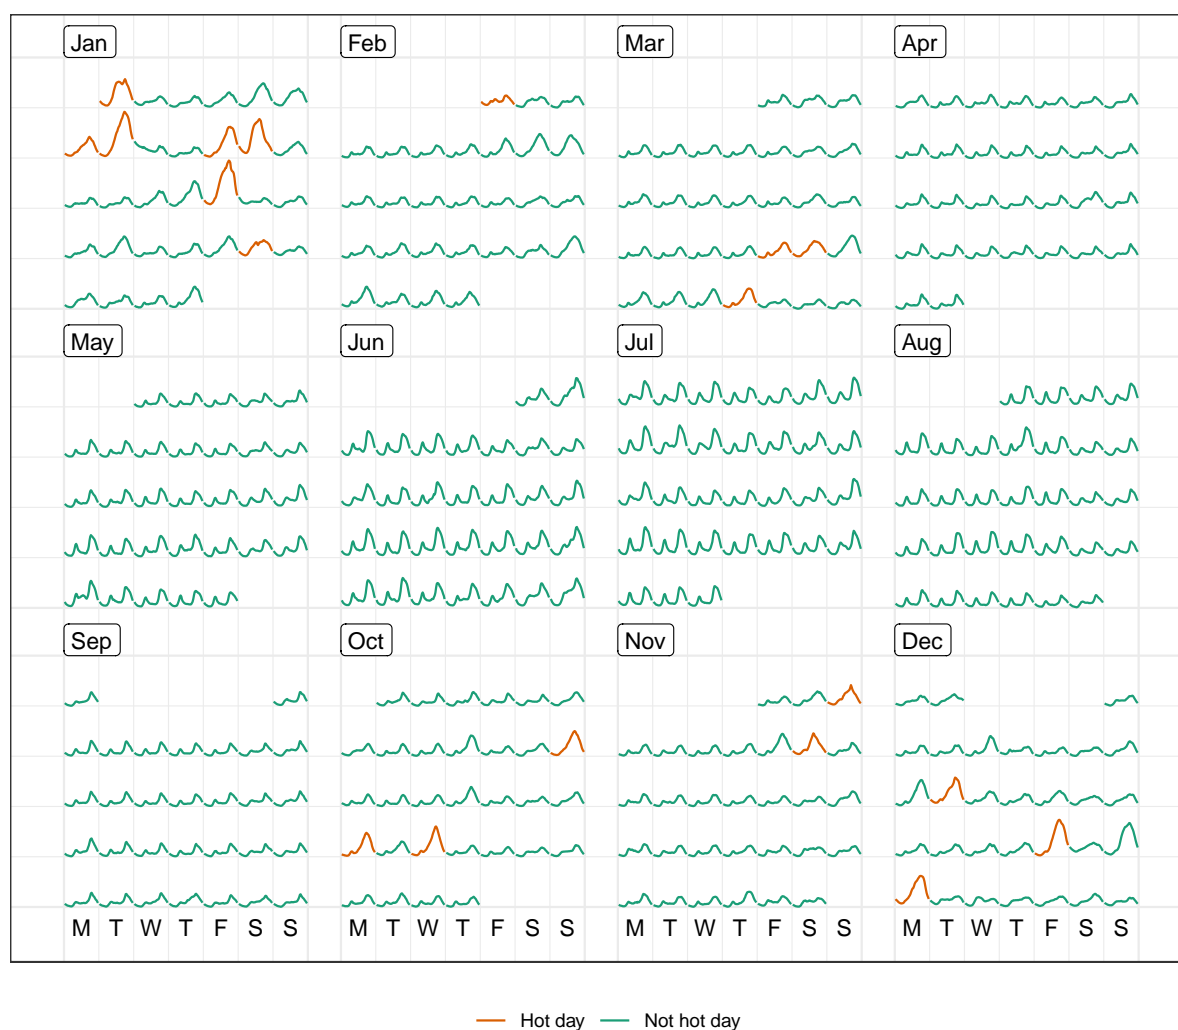 Jan Feb Mar Apr
May Jun Jul Aug
Sep Oct Nov Dec
M T W T F S S M T W T F S S M T W T F S S M T W T F S S
Hot day Not hot day